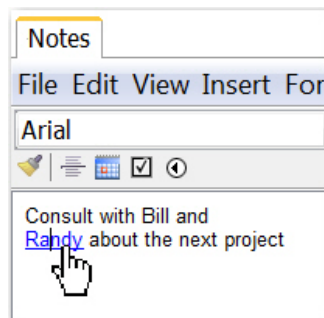 Notes
File Edit View Insert For
Arial
Consult with Bill and
Randy about the next project